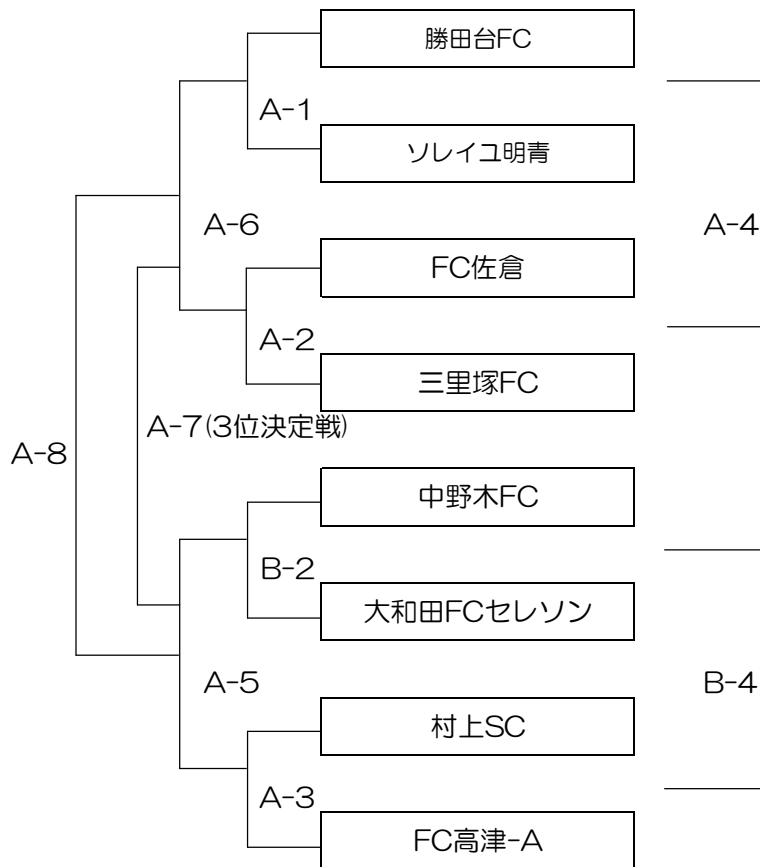 勝田台FC
A-1
ソレイユ明青
A-6
A-4
FC佐倉
A-2
三里塚FC
A-7(3位決定戦)
A-8
中野木FC
B-2
大和田FCセレソン
A-5
B-4
村上SC
A-3
FC高津-A